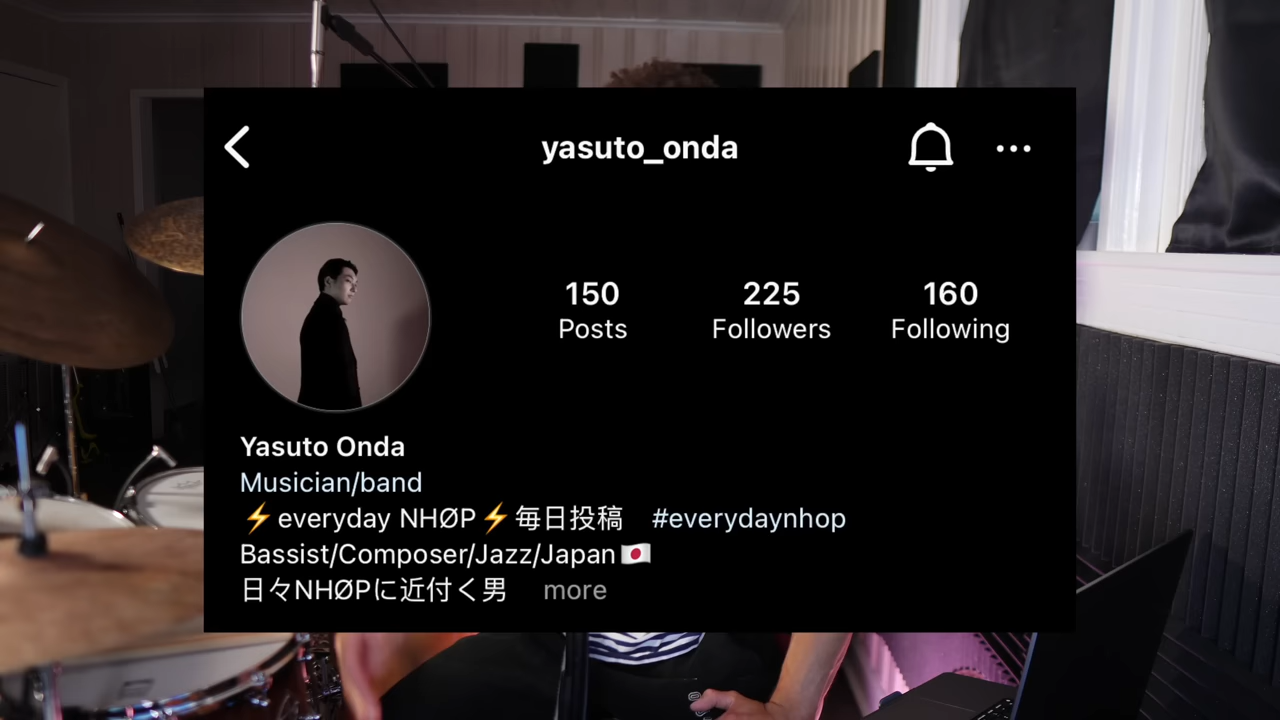 yasuto_onda
150 225 160
Posts Followers Following
Yasuto Onda
Musician/band
⚡everyday NHØP⚡毎日投稿 #everydaynhop
Bassist/Composer/Jazz/Japan🇯🇵
日々NHØPに近付く男 more